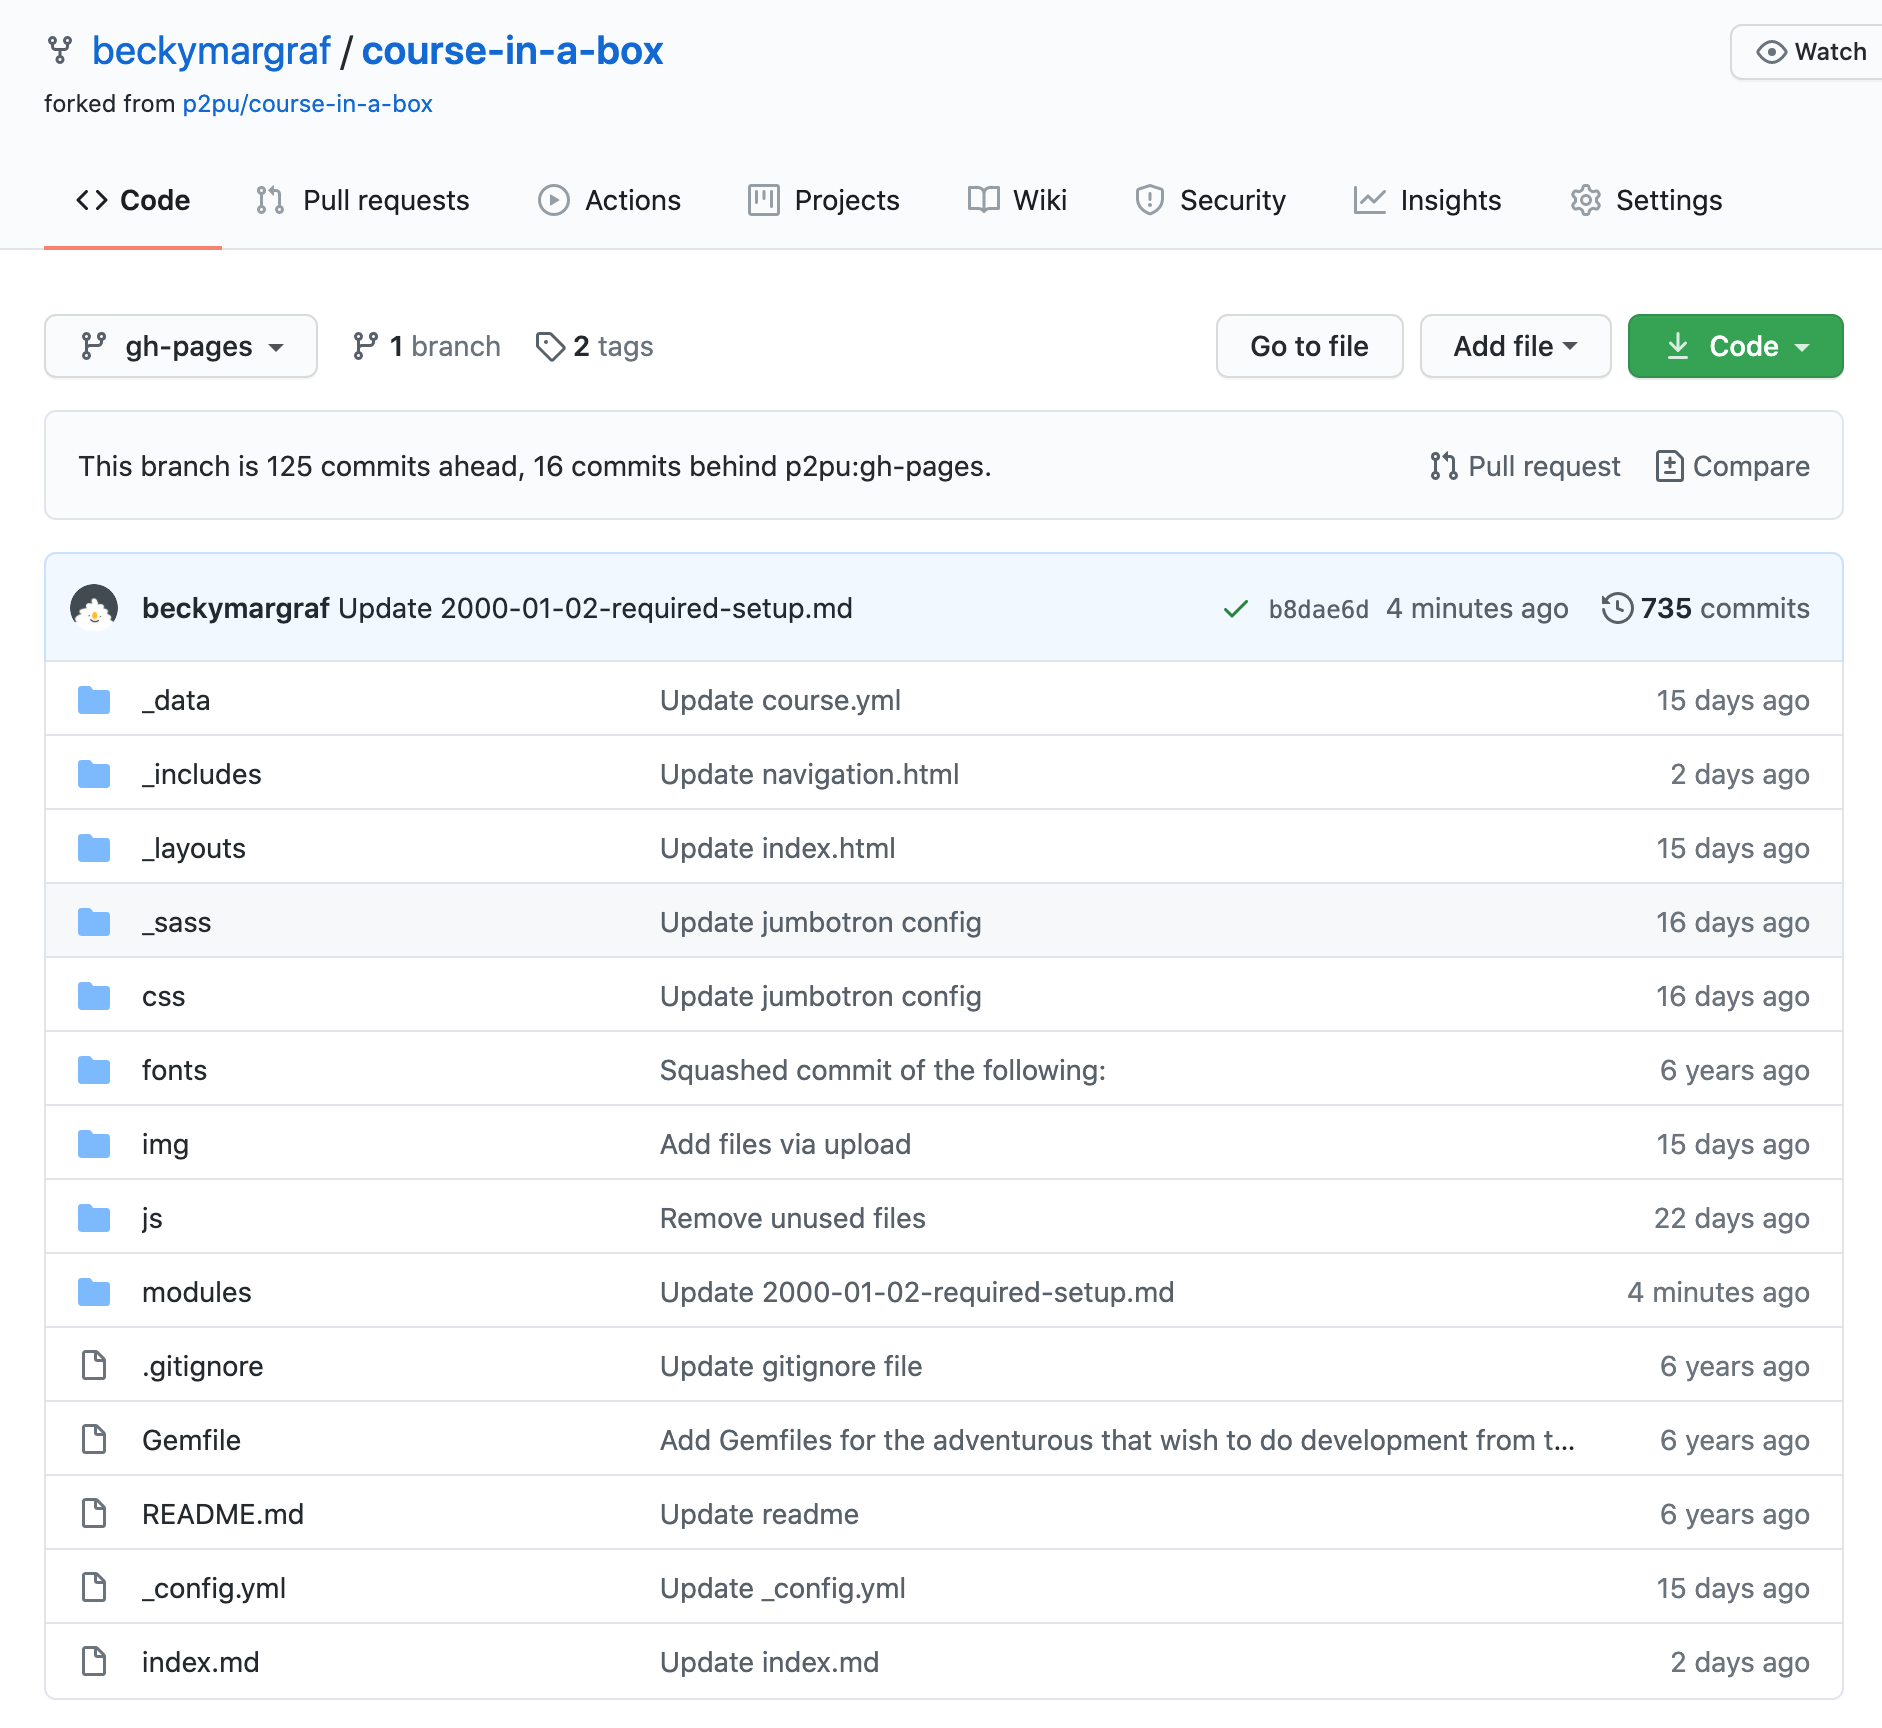 beckymargraf / course-in-a-box
Watch
forked from p2pu/course-in-a-box
Code Pull requests Actions Projects Wiki Security Insights Settings
gh-pages 1 branch 2 tags Go to file Add file Code
This branch is 125 commits ahead, 16 commits behind p2pu:gh-pages. Pull request Compare
beckymargraf Update 2000-01-02-required-setup.md b8dae6d 4 minutes ago 735 commits
_data Update course.yml 15 days ago
_includes Update navigation.html 2 days ago
_layouts Update index.html 15 days ago
_sass Update jumbotron config 16 days ago
css Update jumbotron config 16 days ago
fonts Squashed commit of the following: 6 years ago
img Add files via upload 15 days ago
js Remove unused files 22 days ago
modules Update 2000-01-02-required-setup.md 4 minutes ago
.gitignore Update gitignore file 6 years ago
Gemfile Add Gemfiles for the adventurous that wish to do development from t... 6 years ago
README.md Update readme 6 years ago
_config.yml Update _config.yml 15 days ago
index.md Update index.md 2 days ago